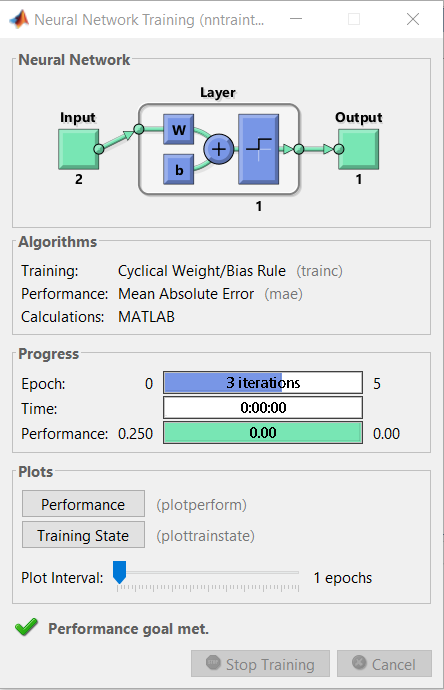 Neural Network Training (nntraint...
Neural Network
Layer
Input
Output
W
b
+
2
1
1
Algorithms
Training: Cyclical Weight/Bias Rule (trainc)
Performance: Mean Absolute Error (mae)
Calculations: MATLAB
Progress
Epoch: 0 3 iterations 5
Time: 0:00:00
Performance: 0.250 0.00 0.00
Plots
Performance (plotperform)
Training State (plottrainstate)
Plot Interval: 1 epochs
Performance goal met.
Stop Training Cancel